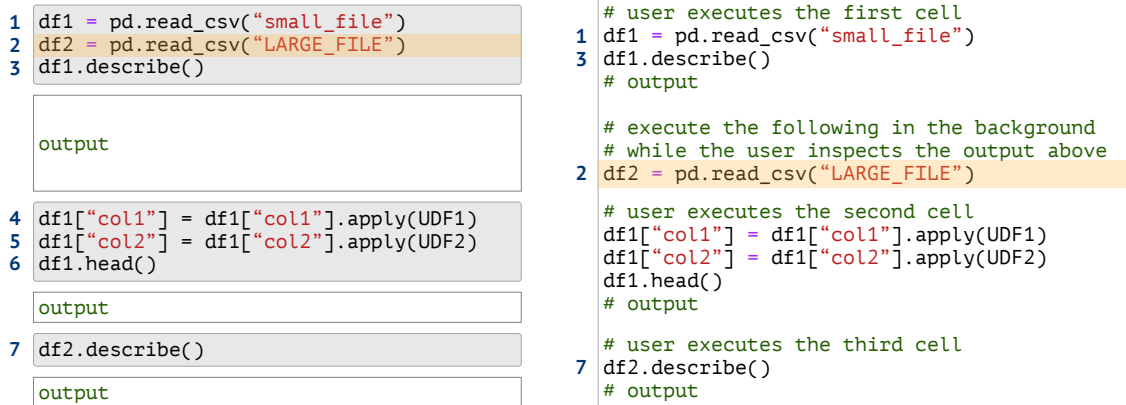 1 df1 = pd.read_csv(“small_file”)
2 df2 = pd.read_csv(“LARGE_FILE”)
3 df1.describe()
output
4 df1[“col1”] = df1[“col1”].apply(UDF1)
5 df1[“col2”] = df1[“col2”].apply(UDF2)
6 df1.head()
output
7 df2.describe()
output
# user executes the first cell
1 df1 = pd.read_csv(“small_file”)
3 df1.describe()
# output
# execute the following in the background
# while the user inspects the output above
2 df2 = pd.read_csv(“LARGE_FILE”)
# user executes the second cell
df1[“col1”] = df1[“col1”].apply(UDF1)
df1[“col2”] = df1[“col2”].apply(UDF2)
df1.head()
# output
# user executes the third cell
7 df2.describe()
# output